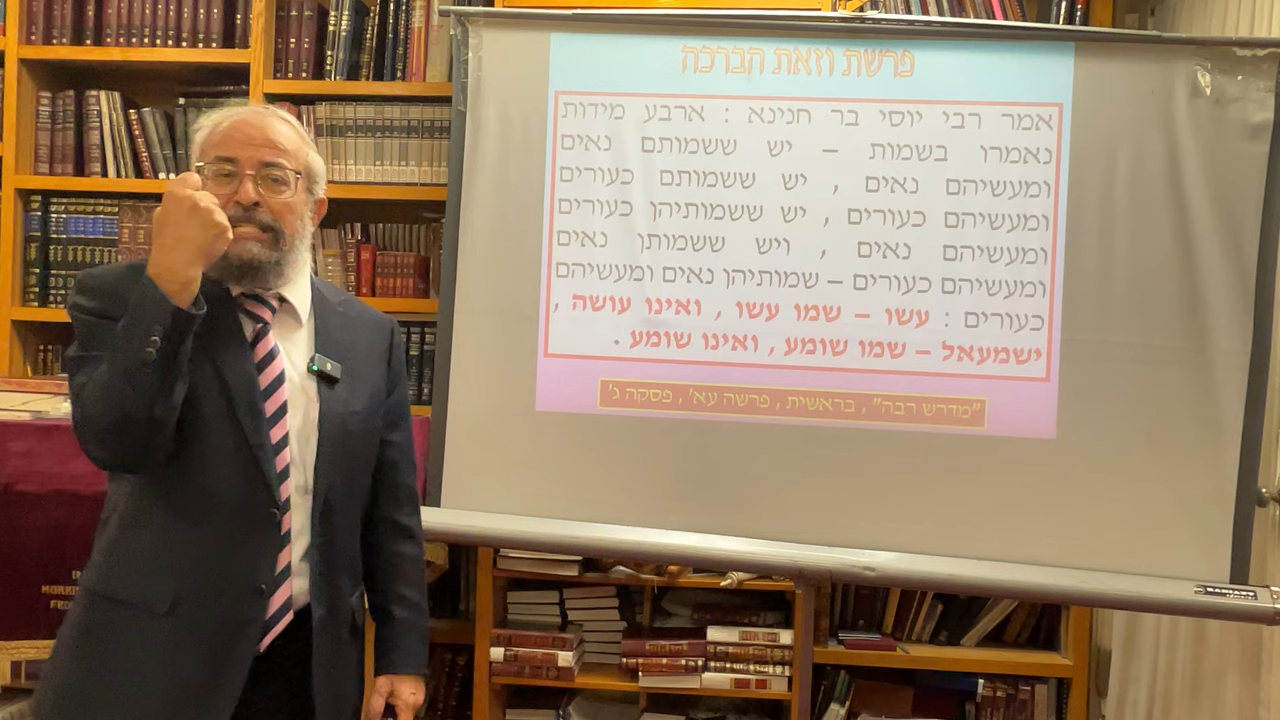 פרשת וזאת הברכה
אמר רבי יוסי בר חנינא : ארבע מידות
נאמרו בשמות – יש ששמותם נאים
ומעשיהם נאים , יש ששמותם כעורים
ומעשיהם כעורים , יש ששמותיהן כעורים
ומעשיהם נאים , ויש ששמותן נאים
ומעשיהם כעורים – שמותיהן נאים ומעשיהם
כעורים : עשו – שמו עשו , ואינו עושה ,
ישמעאל – שמו שומע , ואינו שומע .
"מדרש רבה" , בראשית , פרשה עא' , פסקה ג'